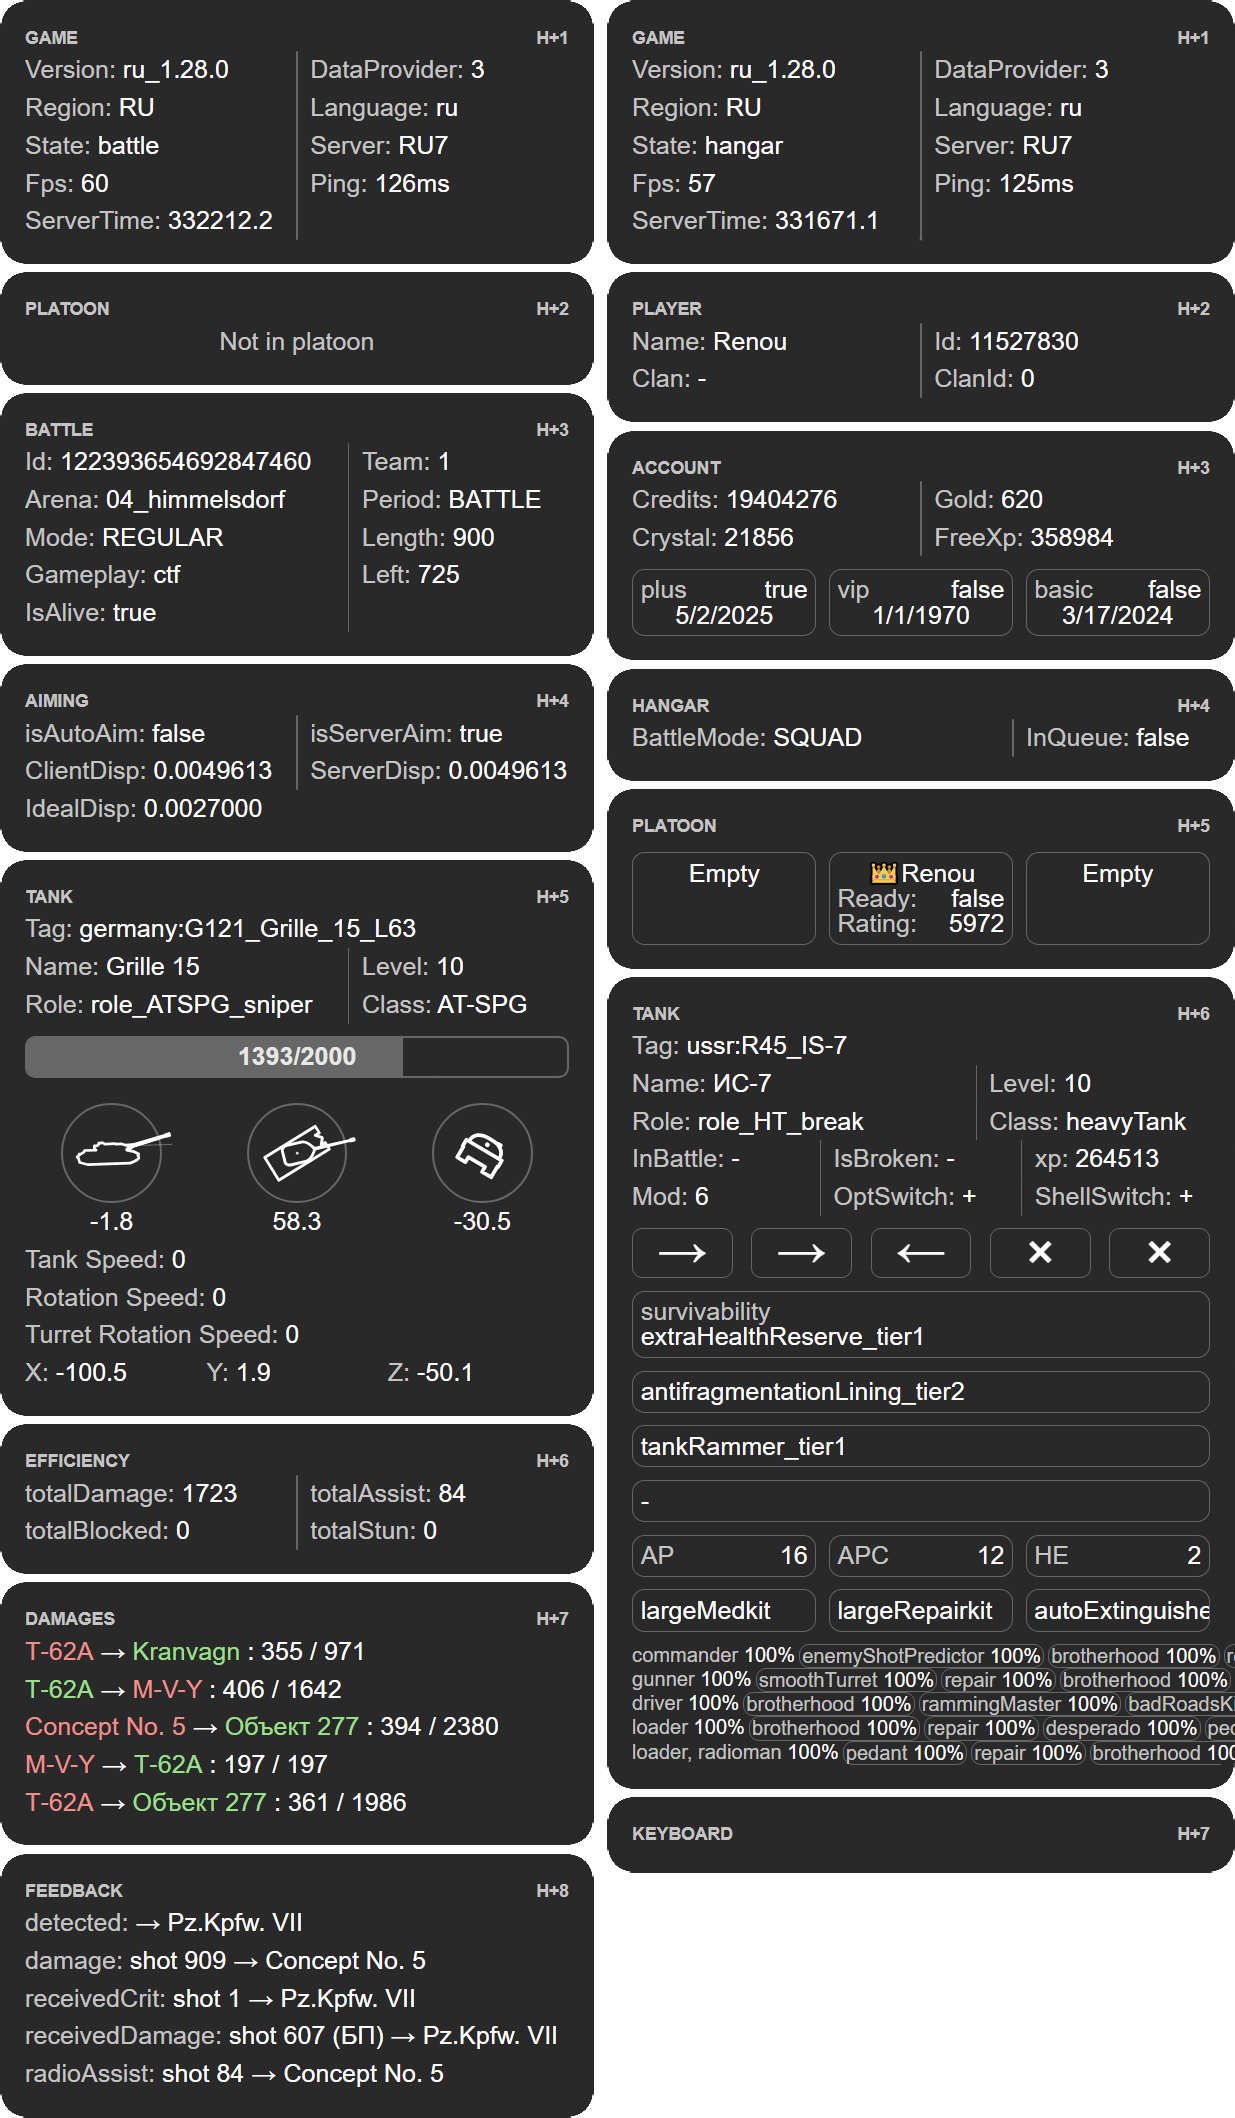 GAME H+1
Version: ru_1.28.0 DataProvider: 3
Region: RU Language: ru
State: battle Server: RU7
Fps: 60 Ping: 126ms
ServerTime: 332212.2
PLATOON H+2
Not in platoon
BATTLE H+3
Id: 122393654692847460 Team: 1
Arena: 04_himmelsdorf Period: BATTLE
Mode: REGULAR Length: 900
Gameplay: ctf Left: 725
IsAlive: true
AIMING H+4
isAutoAim: false isServerAim: true
ClientDisp: 0.0049613 ServerDisp: 0.0049613
IdealDisp: 0.0027000
TANK H+5
Tag: germany:G121_Grille_15_L63
Name: Grille 15 Level: 10
Role: role_ATSPG_sniper Class: AT-SPG
1393/2000
-1.8 58.3 -30.5
Tank Speed: 0
Rotation Speed: 0
Turret Rotation Speed: 0
X: -100.5 Y: 1.9 Z: -50.1
EFFICIENCY H+6
totalDamage: 1723 totalAssist: 84
totalBlocked: 0 totalStun: 0
DAMAGES H+7
T-62A → Kranvagn : 355 / 971
T-62A → M-V-Y : 406 / 1642
Concept No. 5 → Объект 277 : 394 / 2380
M-V-Y → T-62A : 197 / 197
T-62A → Объект 277 : 361 / 1986
FEEDBACK H+8
detected: → Pz.Kpfw. VII
damage: shot 909 → Concept No. 5
receivedCrit: shot 1 → Pz.Kpfw. VII
receivedDamage: shot 607 (БП) → Pz.Kpfw. VII
radioAssist: shot 84 → Concept No. 5
GAME H+1
Version: ru_1.28.0 DataProvider: 3
Region: RU Language: ru
State: hangar Server: RU7
Fps: 57 Ping: 125ms
ServerTime: 331671.1
PLAYER H+2
Name: Renou Id: 11527830
Clan: - ClanId: 0
ACCOUNT H+3
Credits: 19404276 Gold: 620
Crystal: 21856 FreeXp: 358984
plus true vip false basic false
5/2/2025 1/1/1970 3/17/2024
HANGAR H+4
BattleMode: SQUAD InQueue: false
PLATOON H+5
Empty 👑Renou Empty
Ready: false
Rating: 5972
TANK H+6
Tag: ussr:R45_IS-7
Name: ИС-7 Level: 10
Role: role_HT_break Class: heavyTank
InBattle: - IsBroken: - xp: 264513
Mod: 6 OptSwitch: + ShellSwitch: +
→ → ← × ×
survivability
extraHealthReserve_tier1
antifragmentationLining_tier2
tankRammer_tier1
-
AP 16 APC 12 HE 2
largeMedkit largeRepairkit autoExtinguishe
commander 100% enemyShotPredictor 100% brotherhood 100%
gunner 100% smoothTurret 100% repair 100% brotherhood 100%
driver 100% brotherhood 100% rammingMaster 100% badRoadsKi
loader 100% brotherhood 100% repair 100% desperado 100% ped
loader, radioman 100% pedant 100% repair 100% brotherhood 100
KEYBOARD H+7